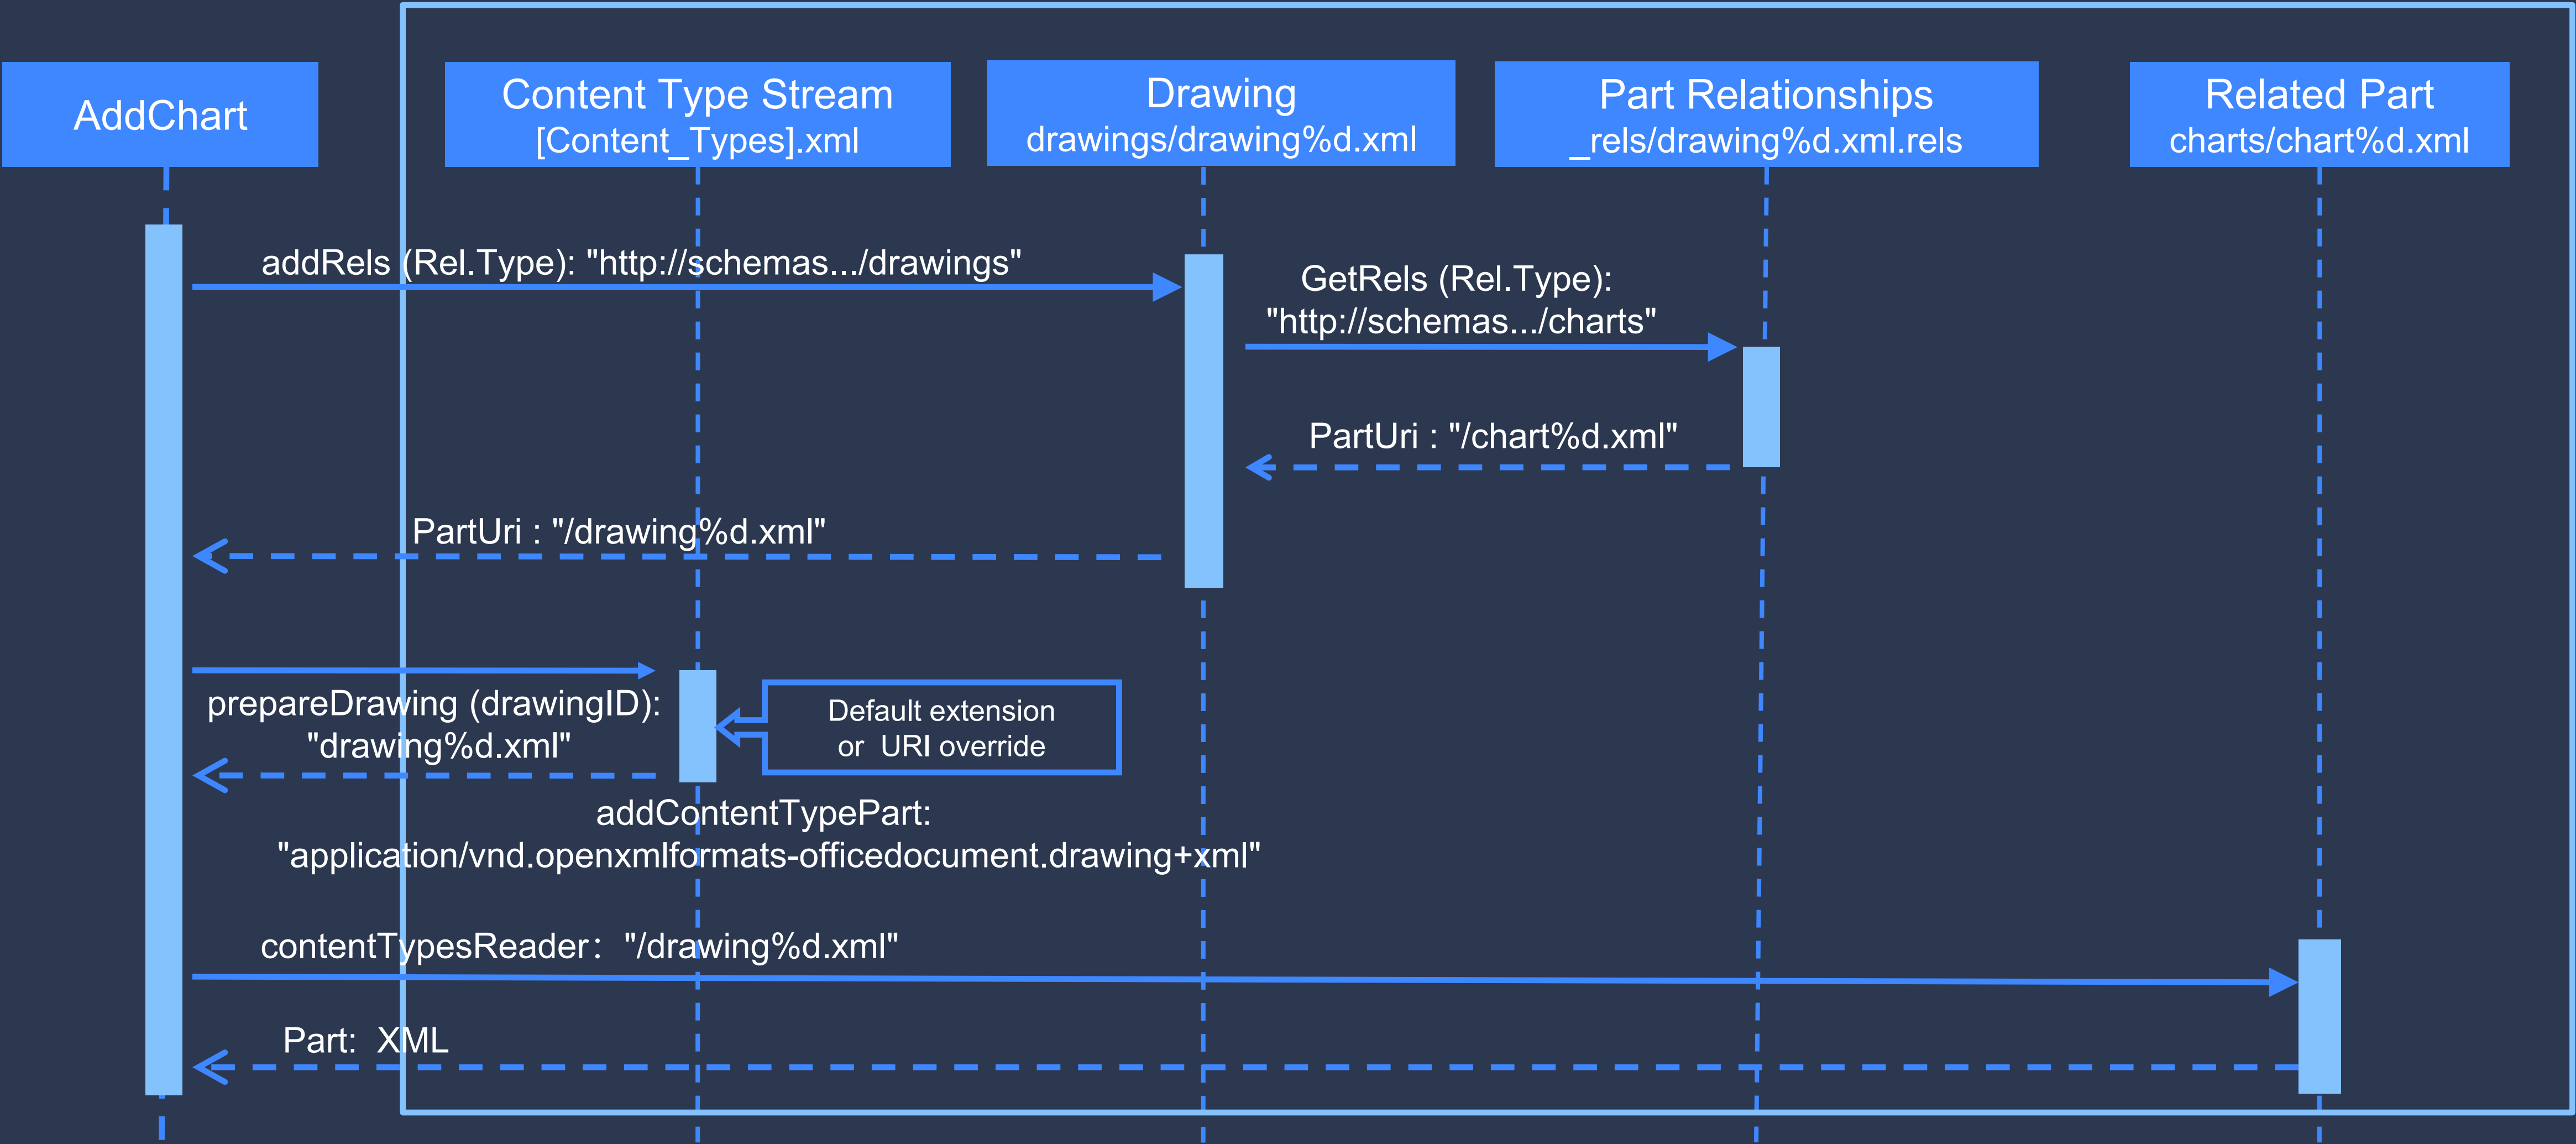 AddChart
Content Type Stream
[Content_Types].xml
Drawing
drawings/drawing%d.xml
Part Relationships
_rels/drawing%d.xml.rels
Related Part
charts/chart%d.xml
addRels (Rel.Type): "http://schemas.../drawings"
GetRels (Rel.Type):
"http://schemas.../charts"
PartUri : "/chart%d.xml"
PartUri : "/drawing%d.xml"
prepareDrawing (drawingID):
"drawing%d.xml"
Default extension
or  URI override
addContentTypePart:
"application/vnd.openxmlformats-officedocument.drawing+xml"
contentTypesReader： "/drawing%d.xml"
Part:  XML